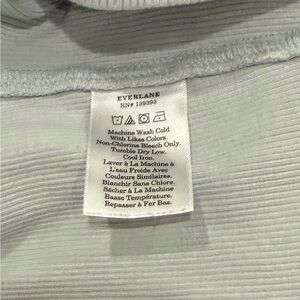 EVERLANE
RN# 139393
Machine Wash Cold
With Likes Colors.
Non-Chlorine Bleach Only.
Tumble Dry Low.
Cool Iron.
Laver à La Machine à
L'eau Froide Avec
Couleurs Similaires.
Blanchir Sans Chlore.
Sécher à La Machine
Basse Température.
Repasser à Fer Bas.